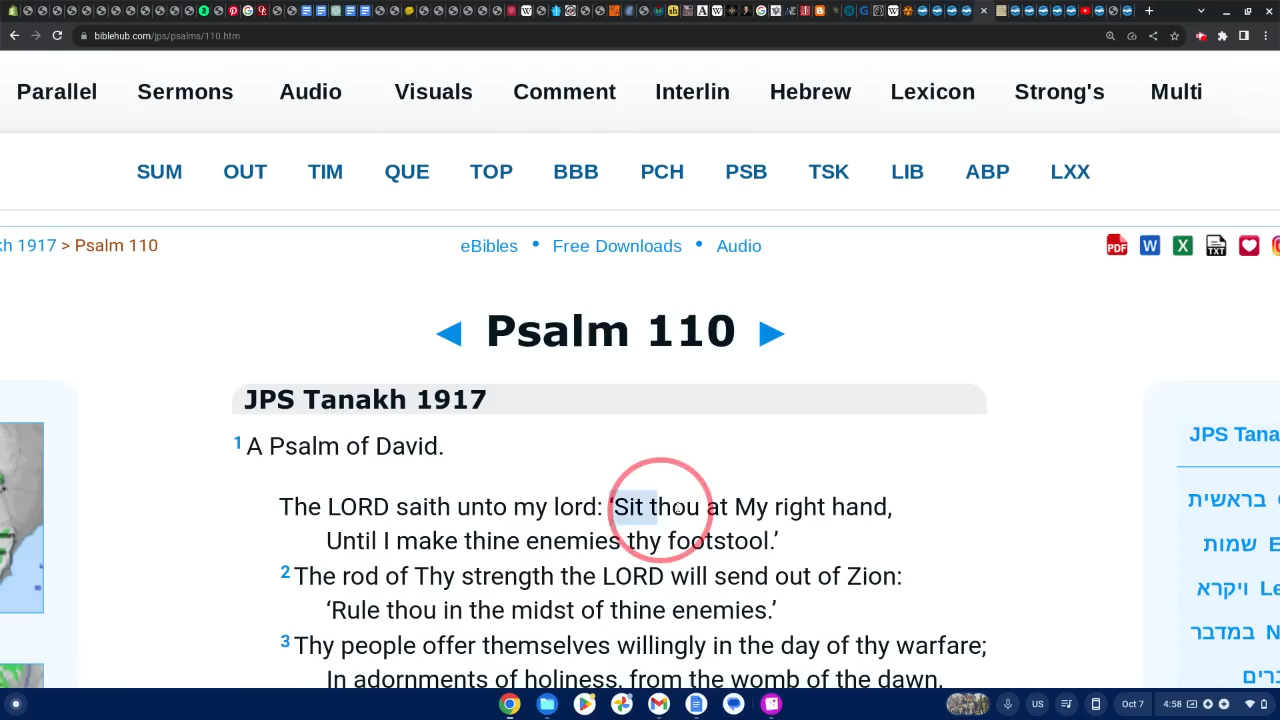 biblehub.com/jps/psalms/110.htm
Parallel Sermons Audio Visuals Comment Interlin Hebrew Lexicon Strong's Multi
SUM OUT TIM QUE TOP BBB PCH PSB TSK LIB ABP LXX
kh 1917 > Psalm 110
eBibles • Free Downloads • Audio
PDF W X TXT
◄ Psalm 110 ►
JPS Tanakh 1917
1 A Psalm of David.
The LORD saith unto my lord: ‘Sit thou at My right hand,
Until I make thine enemies thy footstool.’
2 The rod of Thy strength the LORD will send out of Zion:
‘Rule thou in the midst of thine enemies.’
3 Thy people offer themselves willingly in the day of thy warfare;
In adornments of holiness, from the womb of the dawn,
JPS Tana
בראשית
שמות E
ויקרא Le
במדבר N
US Oct 7 4:58